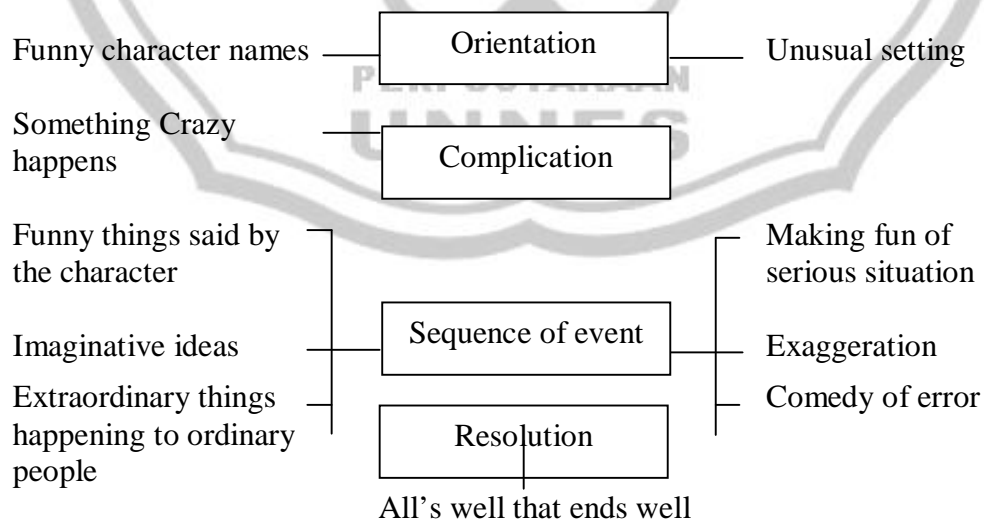 Funny character names
Orientation
Unusual setting
PERPUSTAKAAN
UNNES
Something Crazy
happens
Complication
Funny things said by
the character
Making fun of
serious situation
Sequence of event
Imaginative ideas
Exaggeration
Extraordinary things
happening to ordinary
people
Comedy of error
Resolution
All’s well that ends well